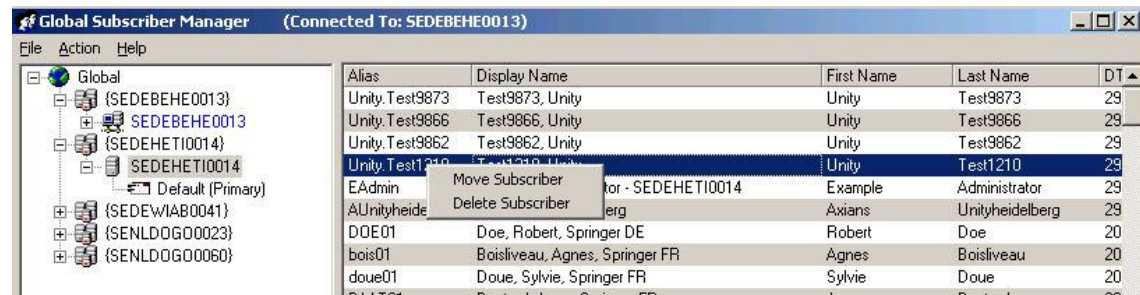 Global Subscriber Manager (Connected To: SEDEBEHE0013)
File Action Help
Global
{SEDEBEHE0013}
SEDEBEHE0013
{SEDEHETI0014}
SEDEHETI0014
Default (Primary)
{SEDEWIAB0041}
{SENLDOGO0023}
{SENLDOGO0060}
Alias Display Name First Name Last Name DT
Unity.Test9873 Test9873, Unity Unity Test9873 29
Unity.Test9866 Test9866, Unity Unity Test9866 29
Unity.Test9862 Test9862, Unity Unity Test9862 29
Unity.Test1210 Test1210, Unity Unity Test1210 29
EAdmin tor - SEDEHETI0014 Example Administrator 29
AUnityheide erg Axians Unityheidelberg 29
DOE01 Doe, Robert, Springer DE Robert Doe 20
bois01 Boisliveau, Agnes, Springer FR Agnes Boisliveau 20
doue01 Doue, Sylvie, Springer FR Sylvie Doue 20
Move Subscriber
Delete Subscriber